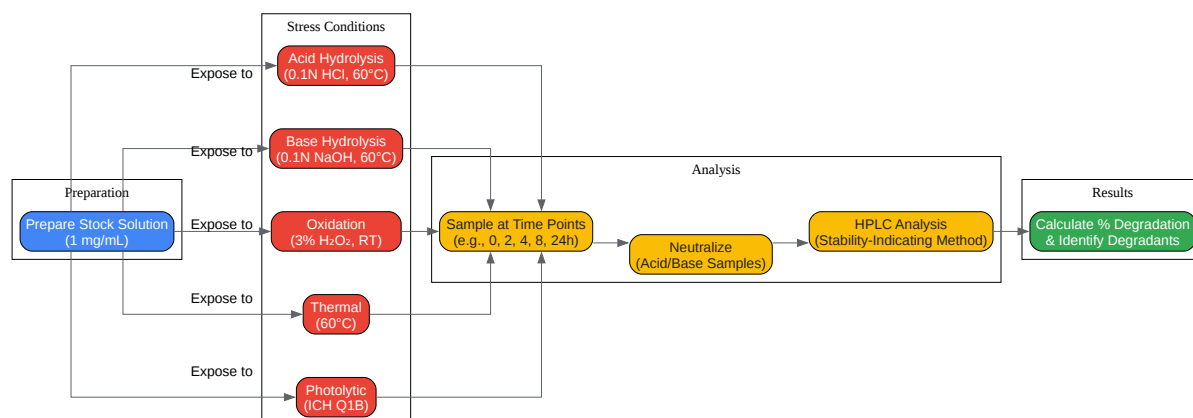 Stress Conditions
Acid Hydrolysis
(0.1N HCl, 60°C)
Expose to
Base Hydrolysis
(0.1N NaOH, 60°C)
Expose to
Preparation
Prepare Stock Solution
(1 mg/mL)
Expose to
Oxidation
(3% H₂O₂, RT)
Expose to
Thermal
(60°C)
Expose to
Photolytic
(ICH Q1B)
Analysis
Sample at Time Points
(e.g., 0, 2, 4, 8, 24h)
Neutralize
(Acid/Base Samples)
HPLC Analysis
(Stability-Indicating Method)
Results
Calculate % Degradation
& Identify Degradants